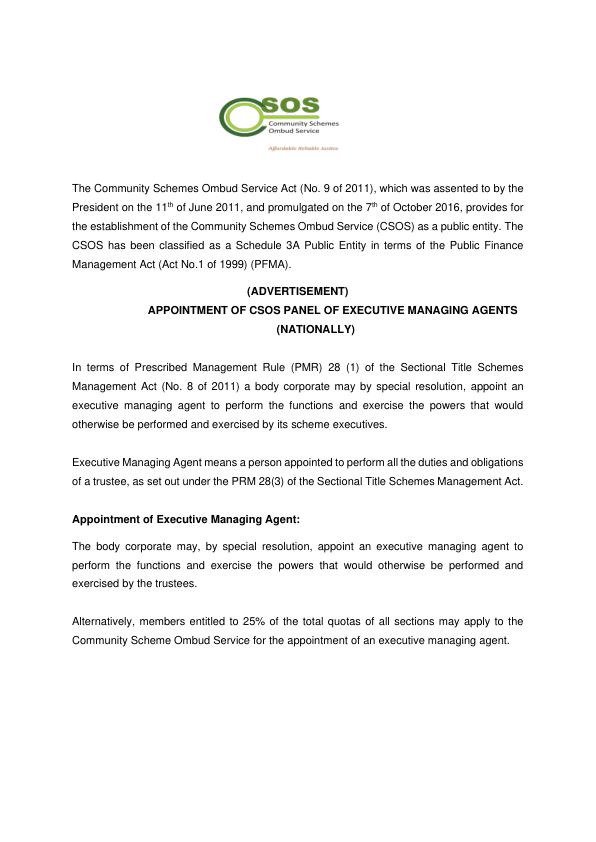 CSOS
Community Schemes
Ombud Service
Affordable Reliable Justice
The Community Schemes Ombud Service Act (No. 9 of 2011), which was assented to by the
President on the 11th of June 2011, and promulgated on the 7th of October 2016, provides for
the establishment of the Community Schemes Ombud Service (CSOS) as a public entity. The
CSOS has been classified as a Schedule 3A Public Entity in terms of the Public Finance
Management Act (Act No.1 of 1999) (PFMA).
(ADVERTISEMENT)
APPOINTMENT OF CSOS PANEL OF EXECUTIVE MANAGING AGENTS
(NATIONALLY)
In terms of Prescribed Management Rule (PMR) 28 (1) of the Sectional Title Schemes
Management Act (No. 8 of 2011) a body corporate may by special resolution, appoint an
executive managing agent to perform the functions and exercise the powers that would
otherwise be performed and exercised by its scheme executives.
Executive Managing Agent means a person appointed to perform all the duties and obligations
of a trustee, as set out under the PRM 28(3) of the Sectional Title Schemes Management Act.
Appointment of Executive Managing Agent:
The body corporate may, by special resolution, appoint an executive managing agent to
perform the functions and exercise the powers that would otherwise be performed and
exercised by the trustees.
Alternatively, members entitled to 25% of the total quotas of all sections may apply to the
Community Scheme Ombud Service for the appointment of an executive managing agent.